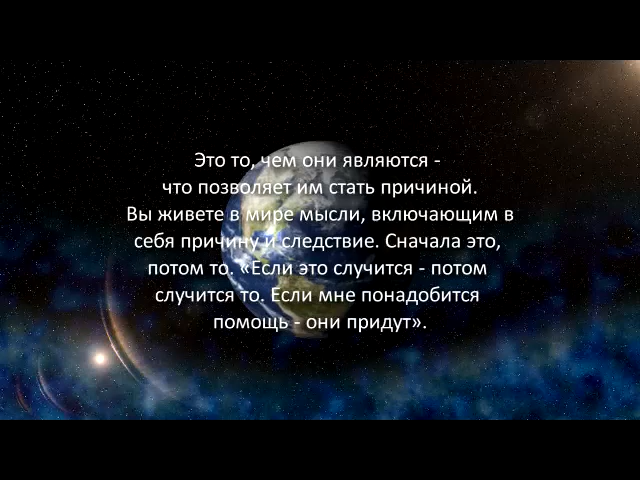 Это то, чем они являются -
что позволяет им стать причиной.
Вы живете в мире мысли, включающим в
себя причину и следствие. Сначала это,
потом то. «Если это случится - потом
случится то. Если мне понадобится
помощь - они придут».